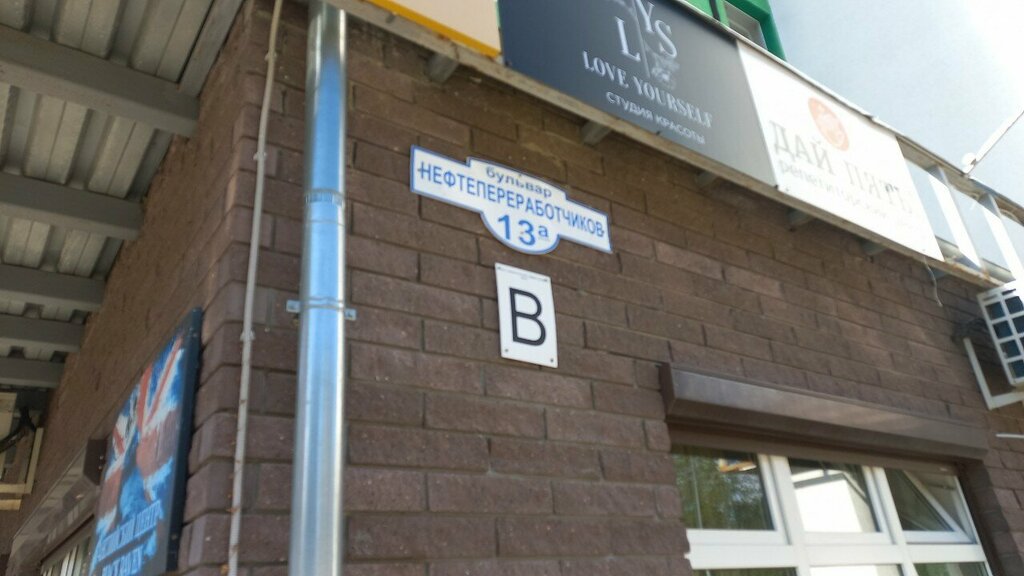 LYS
LOVE YOURSELF
СТУДИЯ КРАСОТЫ
ДАЙ ПЯТЬ
бульвар
НЕФТЕПЕРЕРАБОТЧИКОВ
13а
В